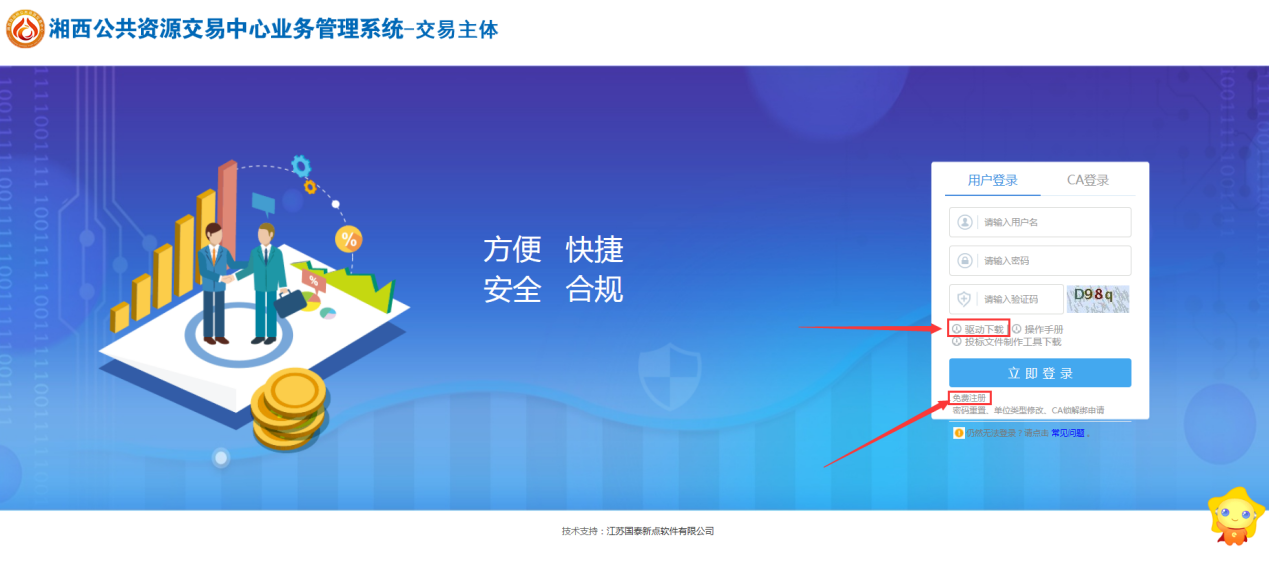 湘西公共资源交易中心业务管理系统-交易主体
方便 快捷
安全 合规
用户登录 CA登录
请输入用户名
请输入密码
请输入验证码 D98q
驱动下载 操作手册
投标文件制作工具下载
立即登录
免费注册
密码重置、单位类型修改、CA锁解绑申请
仍然无法登录？请点击 常见问题 。
%
%
技术支持：江苏国泰新点软件有限公司